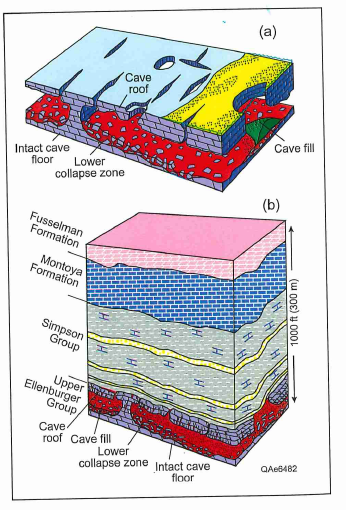 (a)
Cave
roof
Intact cave
floor
Lower
collapse zone
Cave fill
(b)
Fusselman
Formation
Montoya
Formation
Simpson
Group
Upper
Ellenburger
Group
Cave
roof
Cave fill
Lower
collapse zone
Intact cave
floor
1000 ft (300 m)
QAe6482